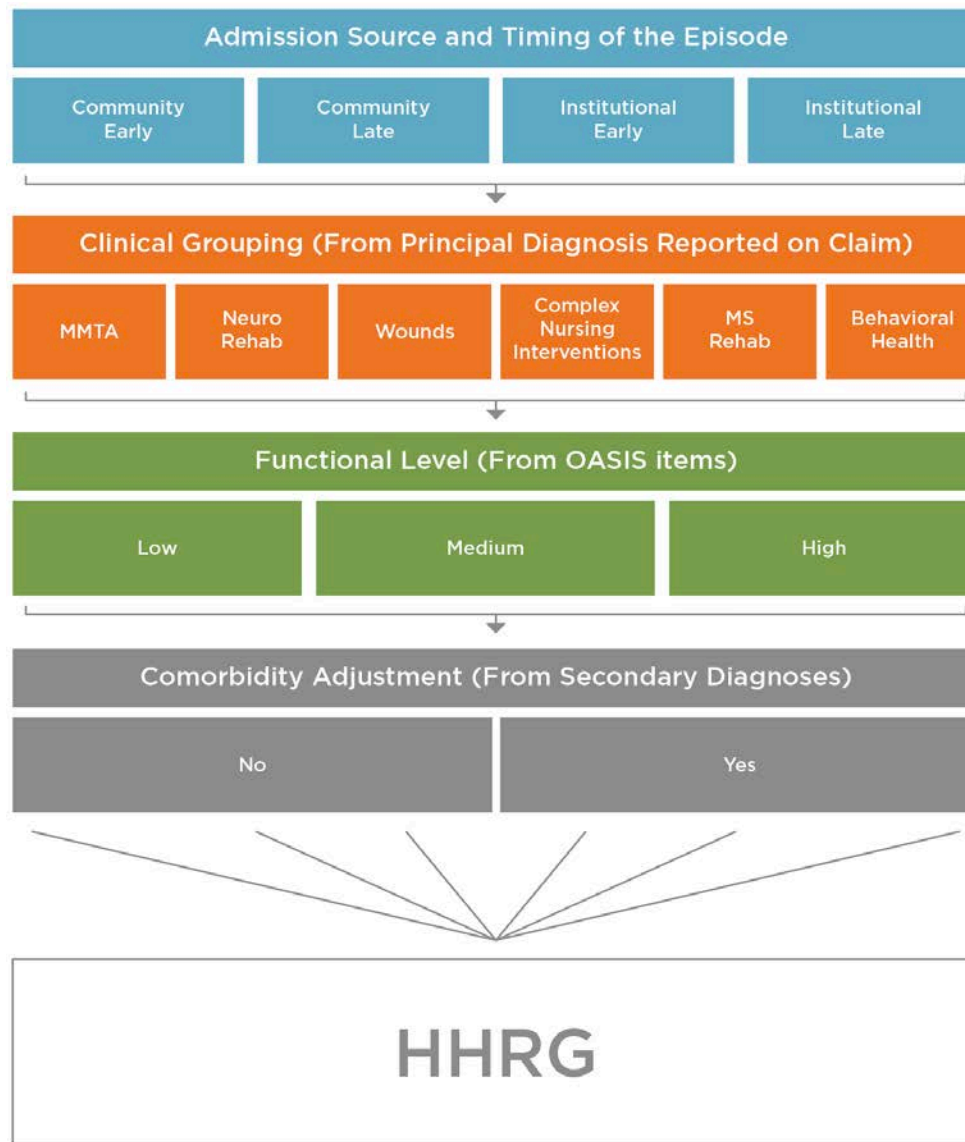 Admission Source and Timing of the Episode
Community
Early
Community
Late
Institutional
Early
Institutional
Late
Clinical Grouping (From Principal Diagnosis Reported on Claim)
MMTA
Neuro
Rehab
Wounds
Complex
Nursing
Interventions
MS
Rehab
Behavioral
Health
Functional Level (From OASIS items)
Low
Medium
High
Comorbidity Adjustment (From Secondary Diagnoses)
No
Yes
HHRG